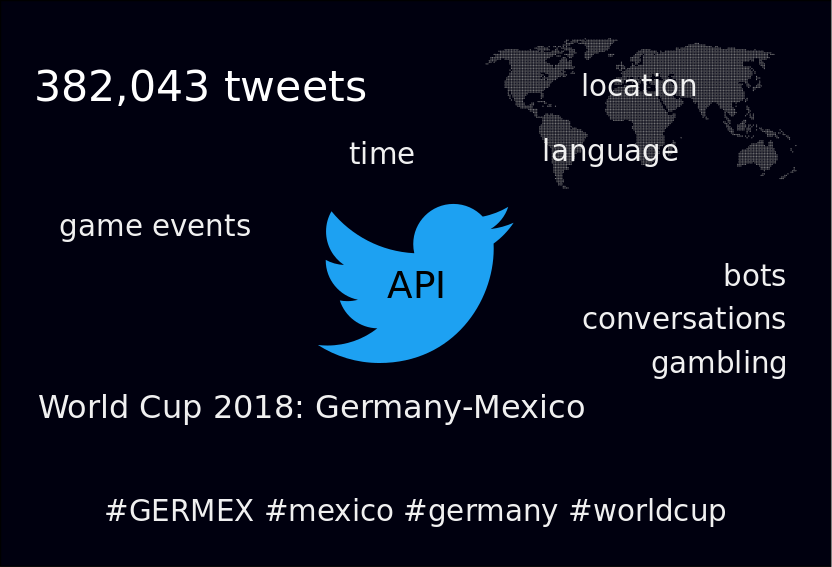 382,043 tweets
location
time
language
game events
API
bots
conversations
gambling
World Cup 2018: Germany-Mexico
#GERMEX #mexico #germany #worldcup